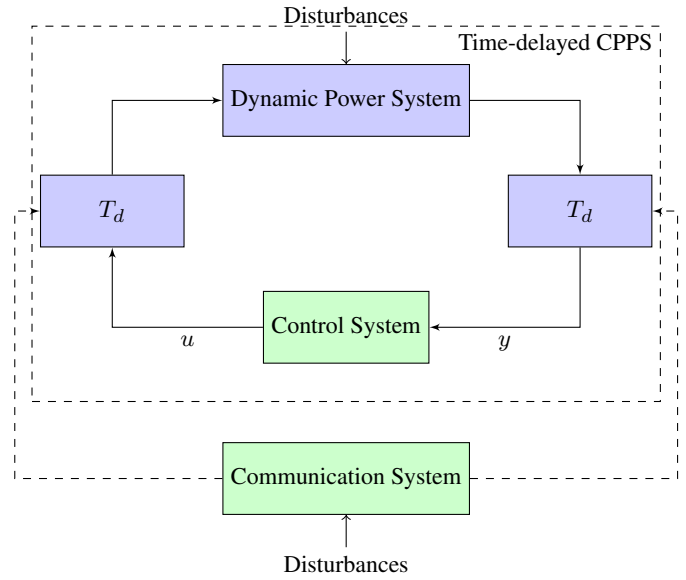 Disturbances
Time-delayed CPPS
Dynamic Power System
T_d
T_d
Control System
u
y
Communication System
Disturbances